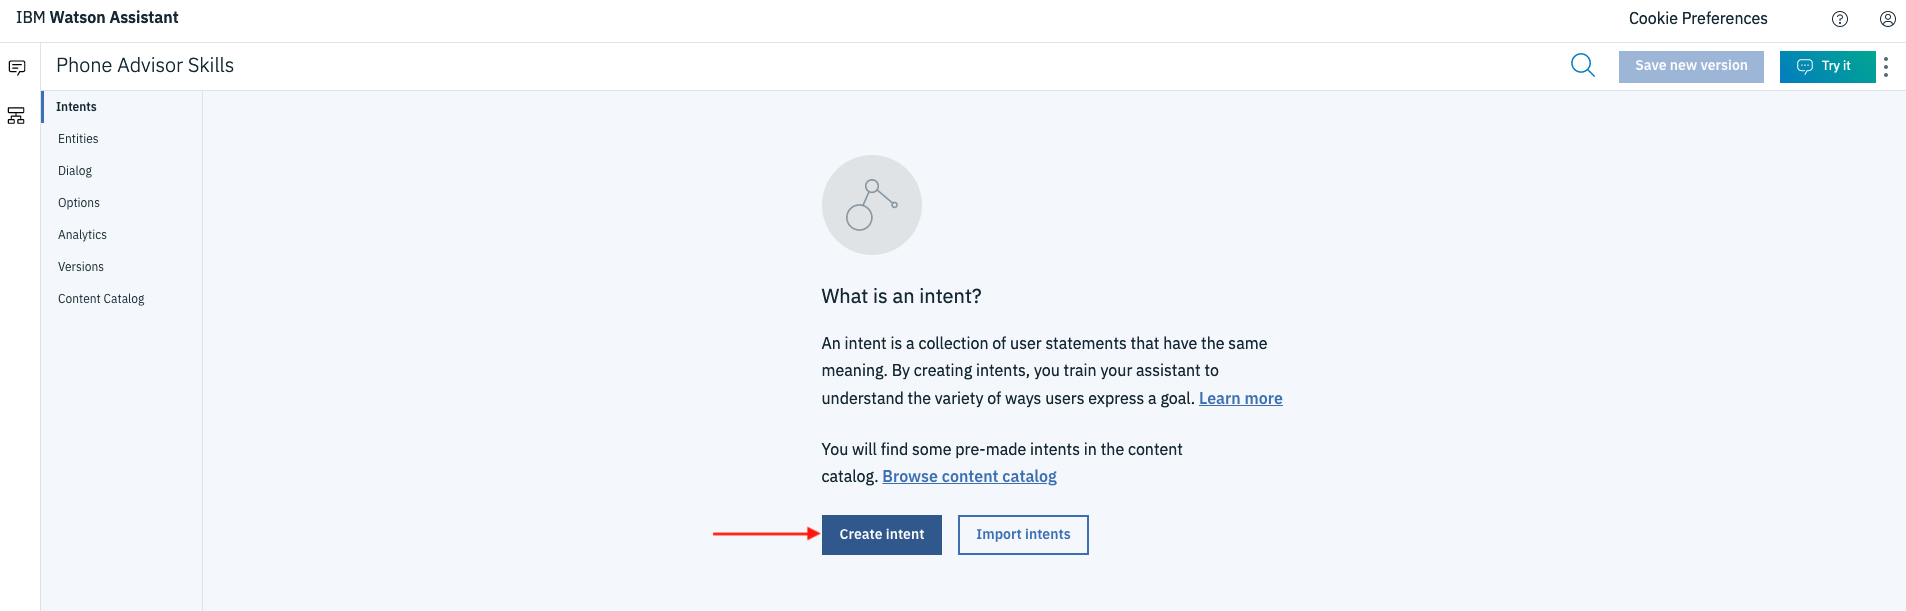 IBM Watson Assistant
Cookie Preferences
Phone Advisor Skills
Save new version
Try it
Intents
Entities
Dialog
Options
Analytics
Versions
Content Catalog
What is an intent?
An intent is a collection of user statements that have the same
meaning. By creating intents, you train your assistant to
understand the variety of ways users express a goal. Learn more
You will find some pre-made intents in the content
catalog. Browse content catalog
Create intent
Import intents